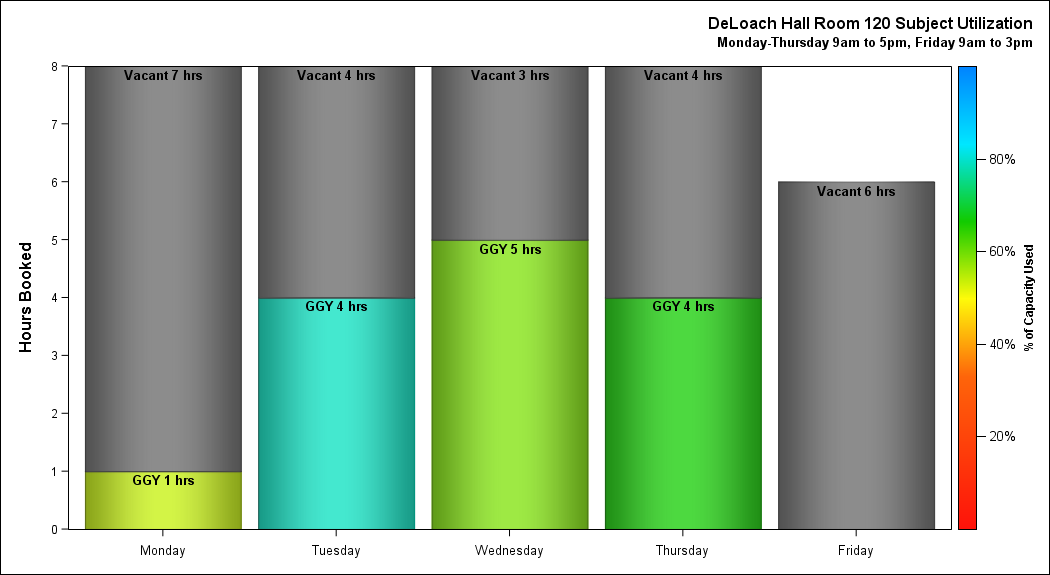 DeLoach Hall Room 120 Subject Utilization
Monday-Thursday 9am to 5pm, Friday 9am to 3pm
8
7
6
5
4
3
2
1
0
Hours Booked
Vacant 7 hrs
Vacant 4 hrs
Vacant 3 hrs
Vacant 4 hrs
Vacant 6 hrs
GGY 1 hrs
GGY 4 hrs
GGY 5 hrs
GGY 4 hrs
Monday
Tuesday
Wednesday
Thursday
Friday
80%
60%
40%
20%
% of Capacity Used